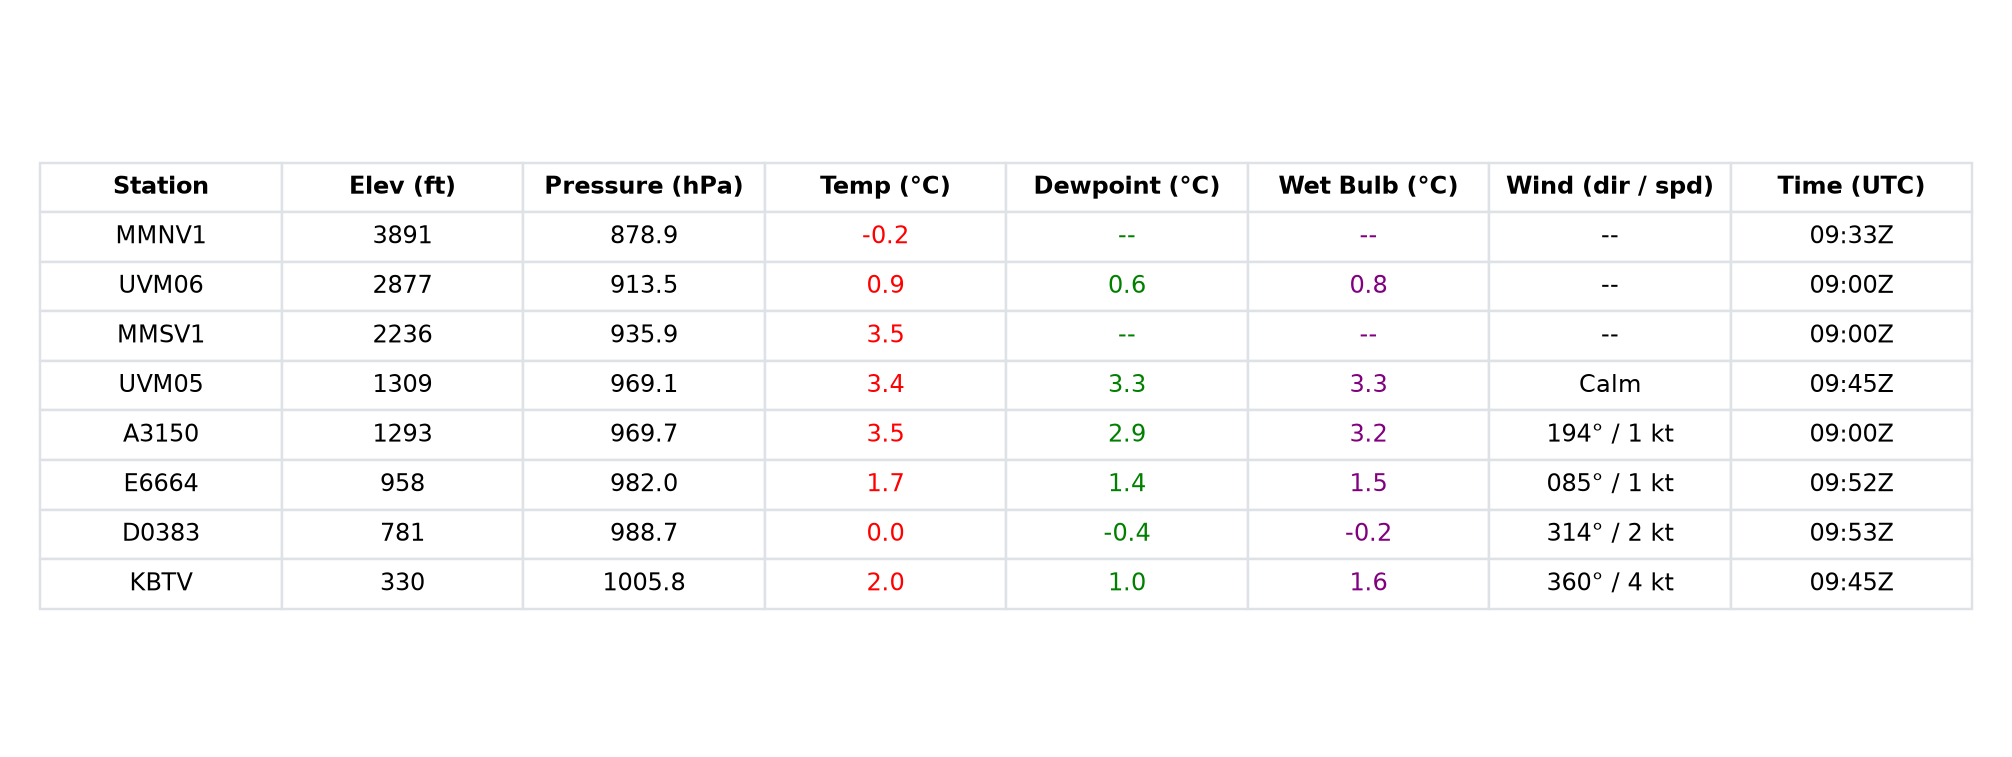 Station Elev (ft) Pressure (hPa) Temp (°C) Dewpoint (°C) Wet Bulb (°C) Wind (dir / spd) Time (UTC)
MMNV1 3891 878.9 -0.2 -- -- -- 09:33Z
UVM06 2877 913.5 0.9 0.6 0.8 -- 09:00Z
MMSV1 2236 935.9 3.5 -- -- -- 09:00Z
UVM05 1309 969.1 3.4 3.3 3.3 Calm 09:45Z
A3150 1293 969.7 3.5 2.9 3.2 194° / 1 kt 09:00Z
E6664 958 982.0 1.7 1.4 1.5 085° / 1 kt 09:52Z
D0383 781 988.7 0.0 -0.4 -0.2 314° / 2 kt 09:53Z
KBTV 330 1005.8 2.0 1.0 1.6 360° / 4 kt 09:45Z